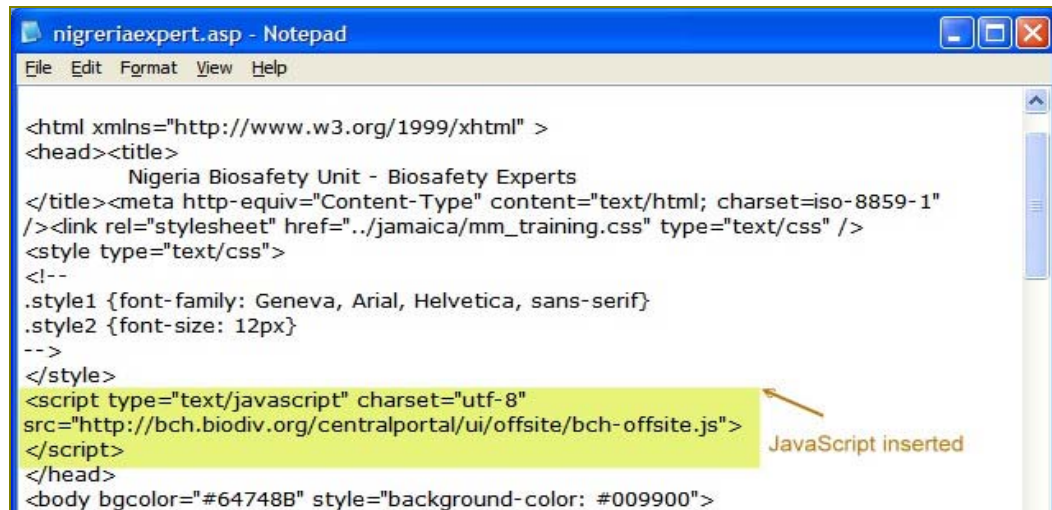 nigreriaexpert.asp - Notepad
File Edit Format View Help
<html xmlns="http://www.w3.org/1999/xhtml" >
<head><title>
Nigeria Biosafety Unit - Biosafety Experts
</title><meta http-equiv="Content-Type" content="text/html; charset=iso-8859-1"
/><link rel="stylesheet" href="../jamaica/mm_training.css" type="text/css" />
<style type="text/css">
<!--
.style1 {font-family: Geneva, Arial, Helvetica, sans-serif}
.style2 {font-size: 12px}
-->
</style>
<script type="text/javascript" charset="utf-8"
src="http://bch.biodiv.org/centralportal/ui/offsite/bch-offsite.js">
</script>
JavaScript inserted
</head>
<body bgcolor="#64748B" style="background-color: #009900">